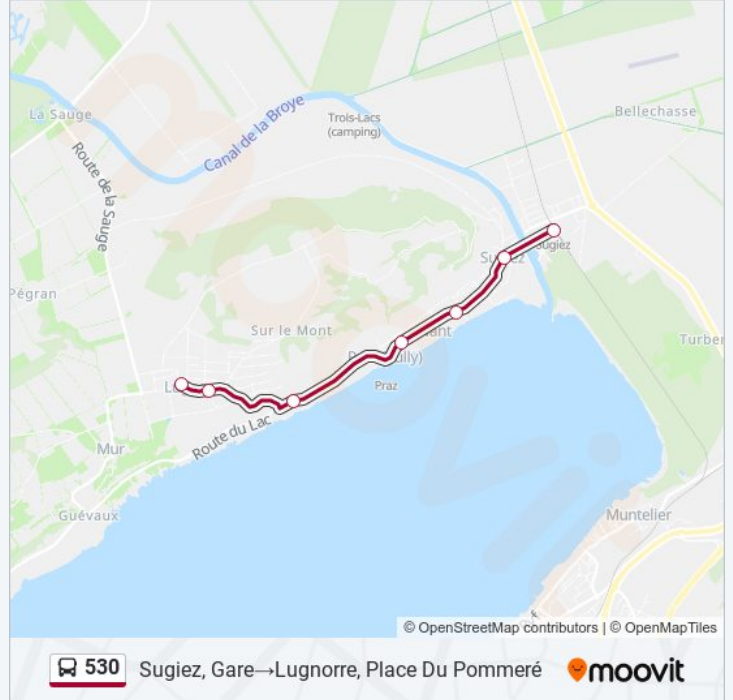 La Sauge
Canal de la Broye
Trois-Lacs
(camping)
Bellechasse
Route de la Sauge
Sugiez
Pégran
Sur le Mont
Turber
Praz
Route du Lac
Mur
Guévaux
Muntelier
© OpenStreetMap contributors | © OpenMapTiles
530 Sugiez, Gare→Lugnorre, Place Du Pommeré moovit